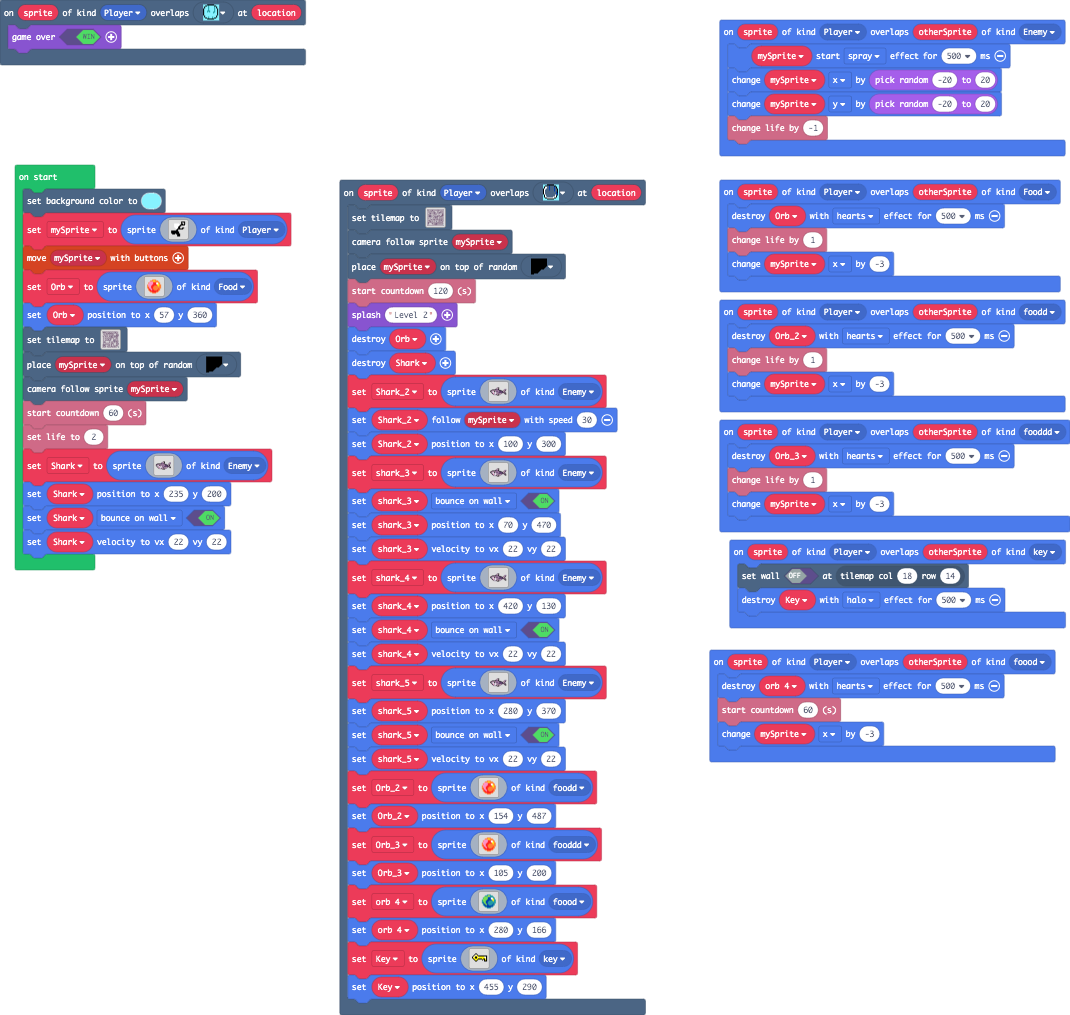 on sprite of kind Player overlaps at location
game over WIN
on start
set background color to
set mySprite to sprite of kind Player
move mySprite with buttons
set Orb to sprite of kind Food
set Orb position to x 57 y 360
set tilemap to
place mySprite on top of random
camera follow sprite mySprite
start countdown 60 (s)
set life to 2
set Shark to sprite of kind Enemy
set Shark position to x 235 y 200
set Shark bounce on wall ON
set Shark velocity to vx 22 vy 22
on sprite of kind Player overlaps at location
set tilemap to
camera follow sprite mySprite
place mySprite on top of random
start countdown 120 (s)
splash "Level 2"
destroy Orb
destroy Shark
set Shark_2 to sprite of kind Enemy
set Shark_2 follow mySprite with speed 30
set Shark_2 position to x 100 y 300
set shark_3 to sprite of kind Enemy
set shark_3 bounce on wall ON
set shark_3 position to x 70 y 470
set shark_3 velocity to vx 22 vy 22
set shark_4 to sprite of kind Enemy
set shark_4 position to x 420 y 130
set shark_4 bounce on wall ON
set shark_4 velocity to vx 22 vy 22
set shark_5 to sprite of kind Enemy
set shark_5 position to x 280 y 370
set shark_5 bounce on wall ON
set shark_5 velocity to vx 22 vy 22
set Orb_2 to sprite of kind foodd
set Orb_2 position to x 154 y 487
set Orb_3 to sprite of kind fooddd
set Orb_3 position to x 105 y 200
set orb 4 to sprite of kind foood
set orb 4 position to x 280 y 166
set Key to sprite of kind key
set Key position to x 455 y 290
on sprite of kind Player overlaps otherSprite of kind Enemy
mySprite start spray effect for 500 ms
change mySprite x by pick random -20 to 20
change mySprite y by pick random -20 to 20
change life by -1
on sprite of kind Player overlaps otherSprite of kind Food
destroy Orb with hearts effect for 500 ms
change life by 1
change mySprite x by -3
on sprite of kind Player overlaps otherSprite of kind foodd
destroy Orb_2 with hearts effect for 500 ms
change life by 1
change mySprite x by -3
on sprite of kind Player overlaps otherSprite of kind fooddd
destroy Orb_3 with hearts effect for 500 ms
change life by 1
change mySprite x by -3
on sprite of kind Player overlaps otherSprite of kind key
set wall OFF at tilemap col 18 row 14
destroy Key with halo effect for 500 ms
on sprite of kind Player overlaps otherSprite of kind foood
destroy orb 4 with hearts effect for 500 ms
start countdown 60 (s)
change mySprite x by -3